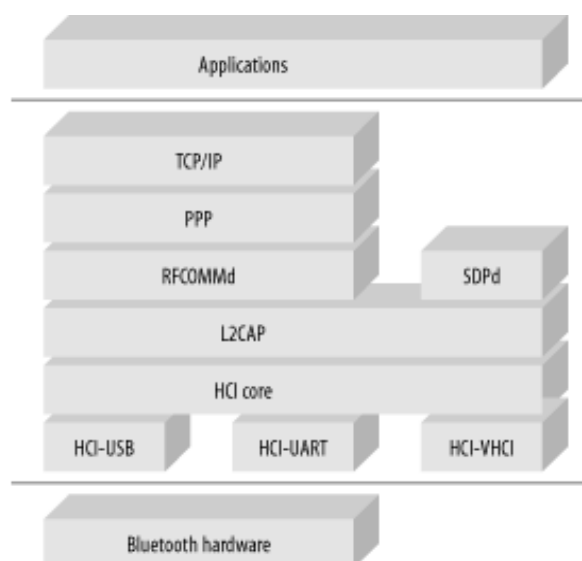 Applications
TCP/IP
PPP
RFCOMMd
SDPd
L2CAP
HCI core
HCI-USB
HCI-UART
HCI-VHCI
Bluetooth hardware